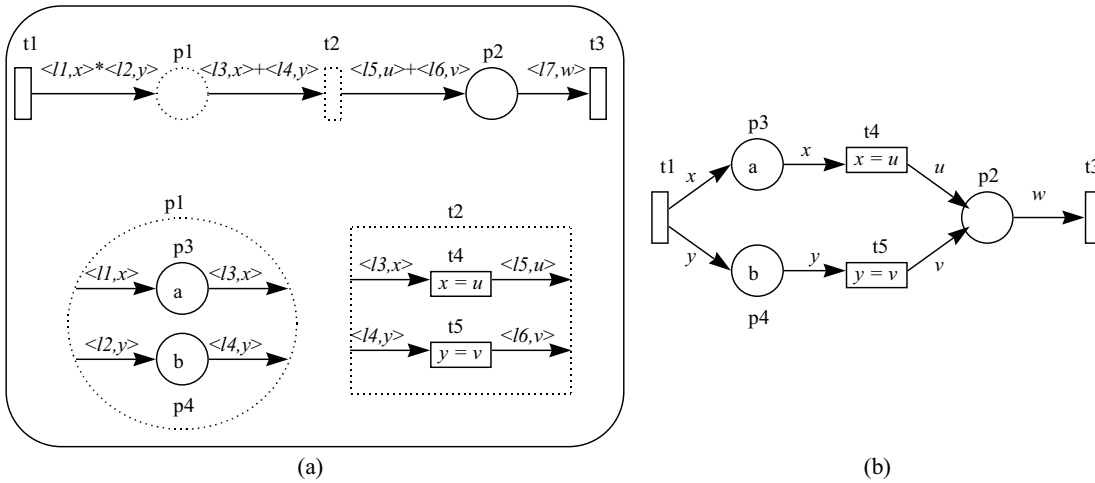 t1 p1 t2 p2 t3
<l1,x>*<l2,y> <l3,x>+<l4,y> <l5,u>+<l6,v> <l7,w>
p1 t2
p3
<l1,x> a <l3,x>
<l2,y> b <l4,y>
p4
<l3,x> t4 <l5,u>
x = u
<l4,y> t5 <l6,v>
y = v
(a)
p3 t4
t1 x a x x = u u p2 w t3
y b y t5 v
y = v
p4
(b)